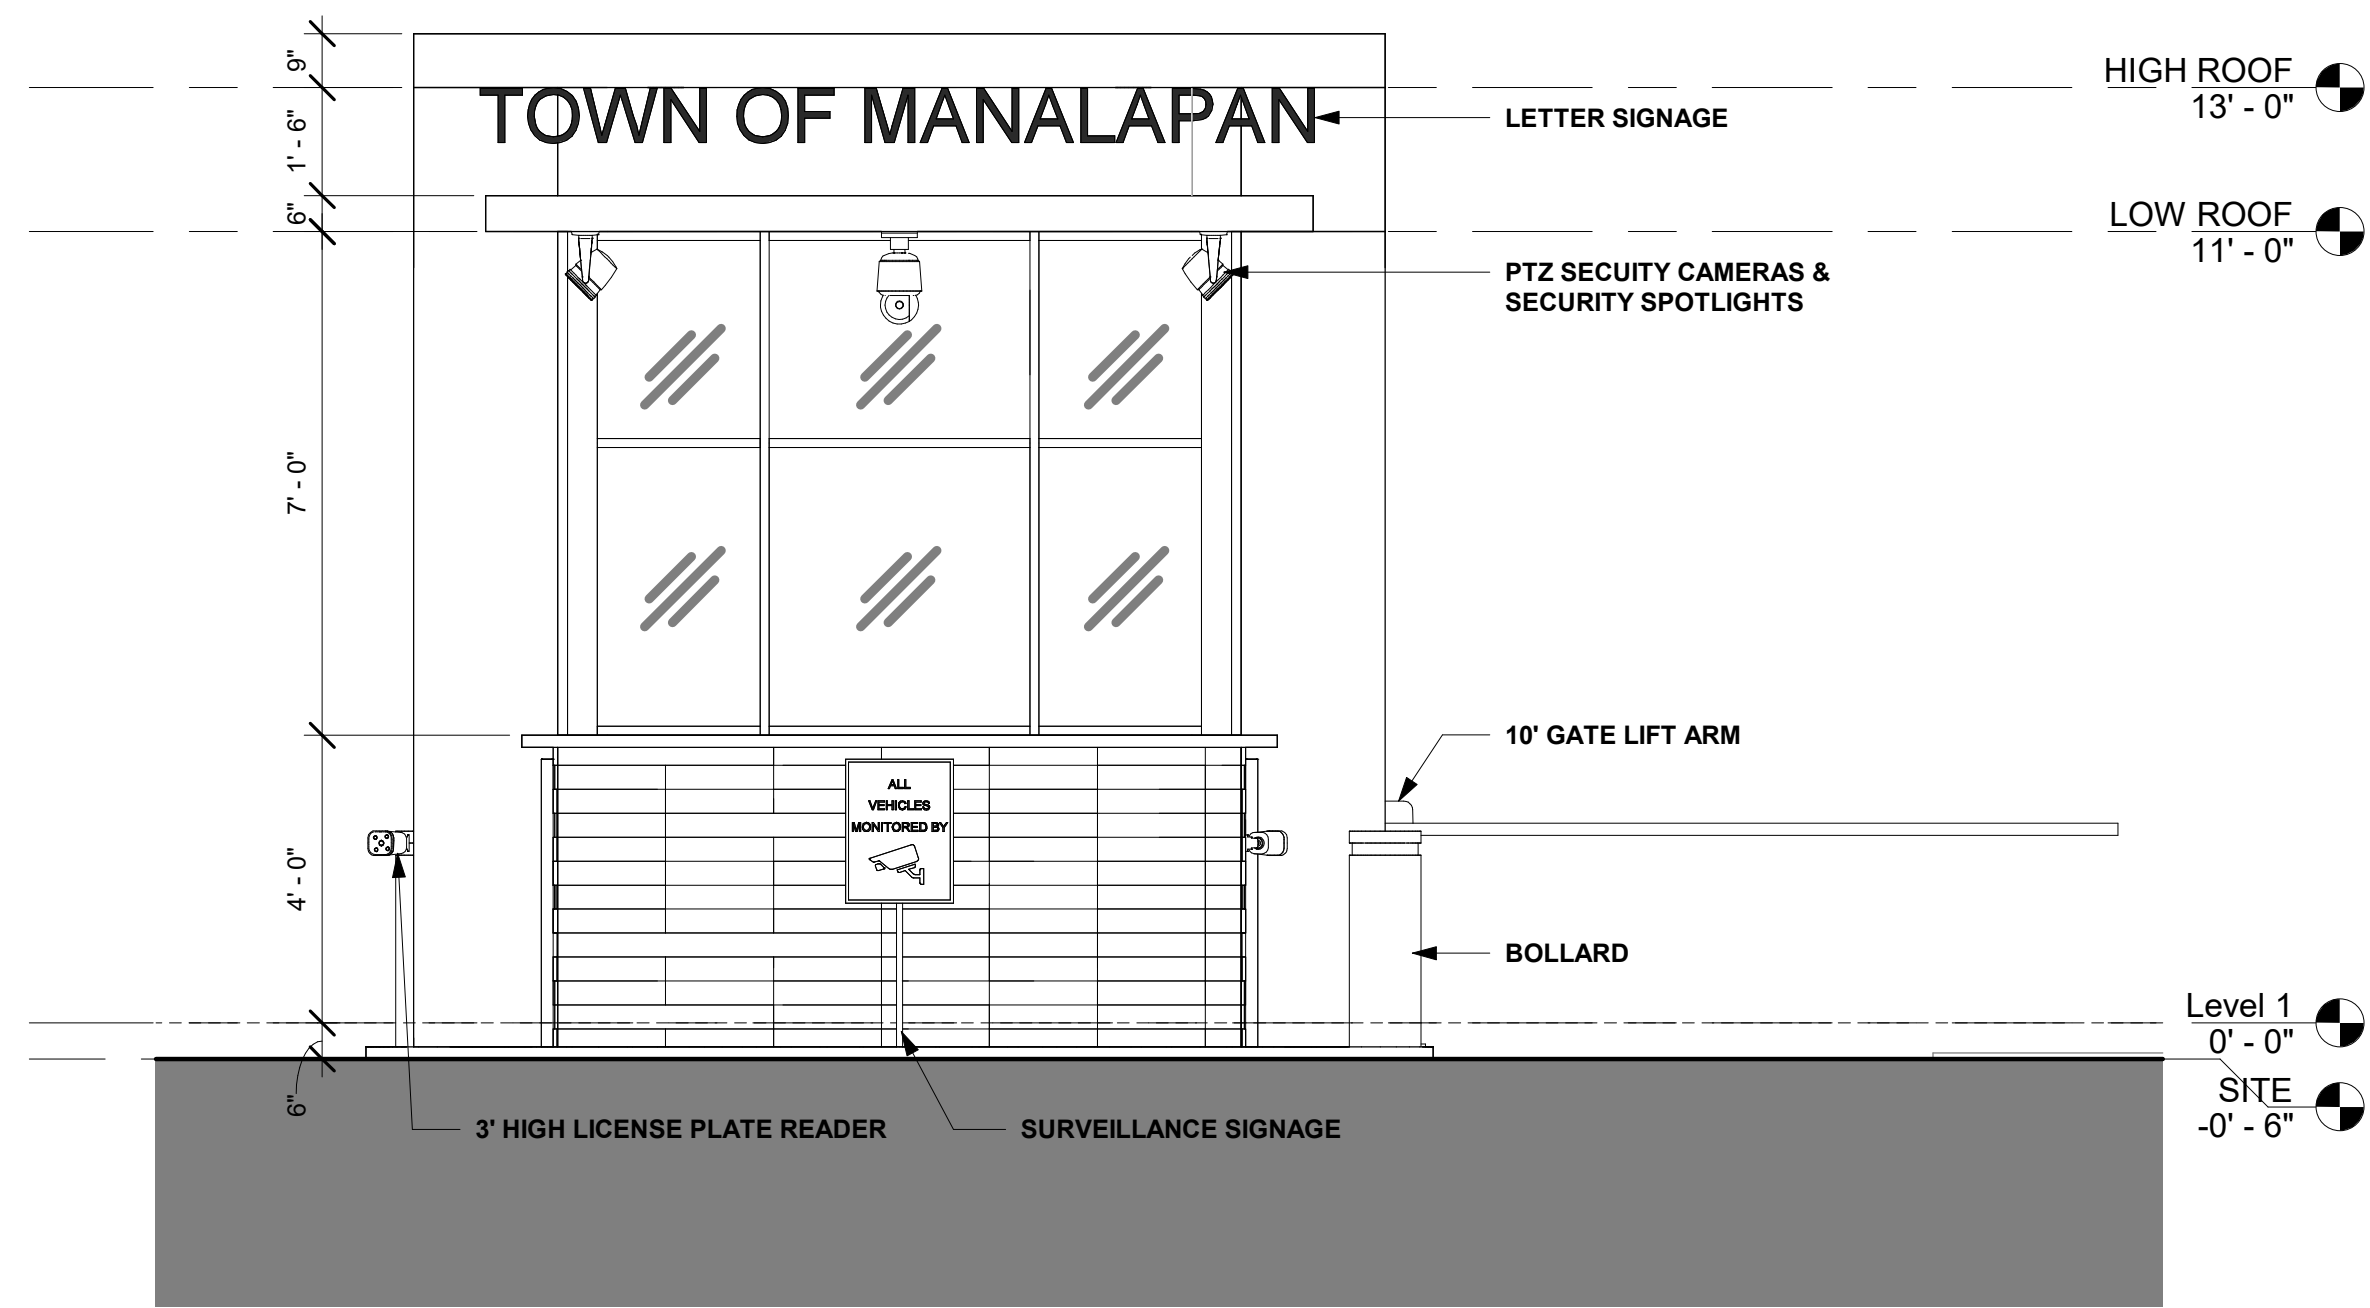 9"
HIGH ROOF
13' - 0"
TOWN OF MANALAPAN
LETTER SIGNAGE
1' - 6"
6"
LOW ROOF
11' - 0"
PTZ SECUITY CAMERAS &
SECURITY SPOTLIGHTS
7' - 0"
10' GATE LIFT ARM
ALL
VEHICLES
MONITORED BY
4' - 0"
BOLLARD
Level 1
0' - 0"
6"
SITE
-0' - 6"
3' HIGH LICENSE PLATE READER
SURVEILLANCE SIGNAGE